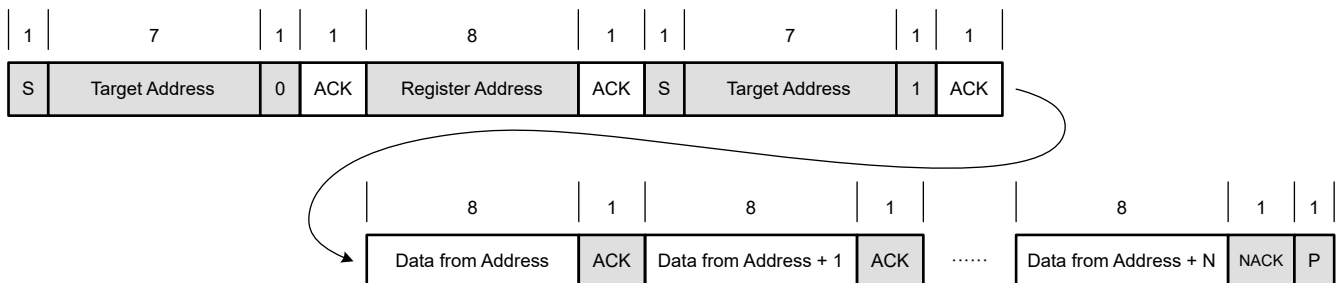 1 7 1 1 8 1 1 7 1 1
S Target Address 0 ACK Register Address ACK S Target Address 1 ACK
8 1 8 1 8 1 1
Data from Address ACK Data from Address + 1 ACK ...... Data from Address + N NACK P